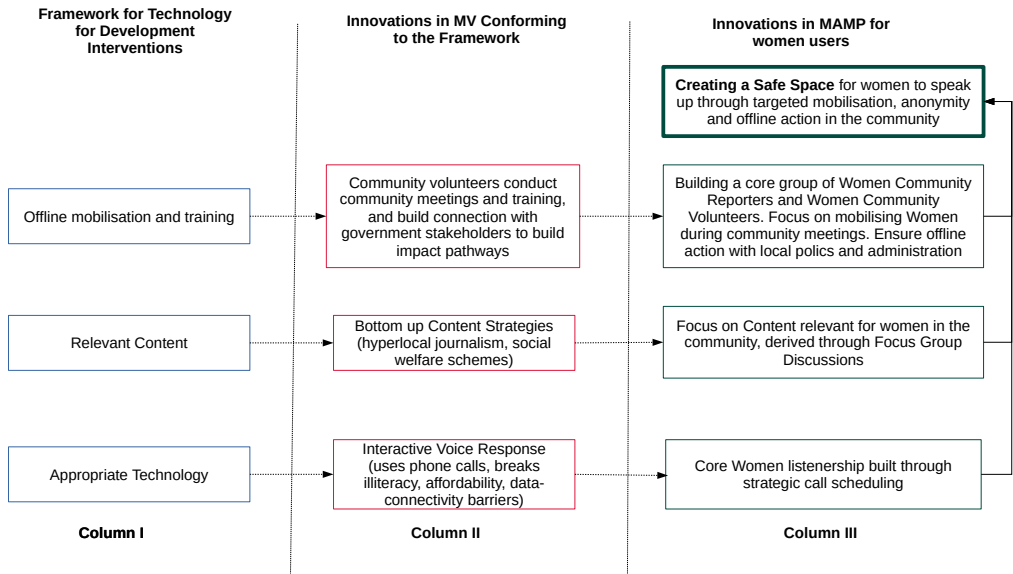 Framework for Technology
for Development
Interventions
Innovations in MV Conforming
to the Framework
Innovations in MAMP for
women users
Creating a Safe Space for women to speak
up through targeted mobilisation, anonymity
and offline action in the community
Offline mobilisation and training
Community volunteers conduct
community meetings and training,
and build connection with
government stakeholders to build
impact pathways
Building a core group of Women Community
Reporters and Women Community
Volunteers. Focus on mobilising Women
during community meetings. Ensure offline
action with local polics and administration
Relevant Content
Bottom up Content Strategies
(hyperlocal journalism, social
welfare schemes)
Focus on Content relevant for women in the
community, derived through Focus Group
Discussions
Appropriate Technology
Interactive Voice Response
(uses phone calls, breaks
illiteracy, affordability, data-
connectivity barriers)
Core Women listenership built through
strategic call scheduling
Column I
Column II
Column III